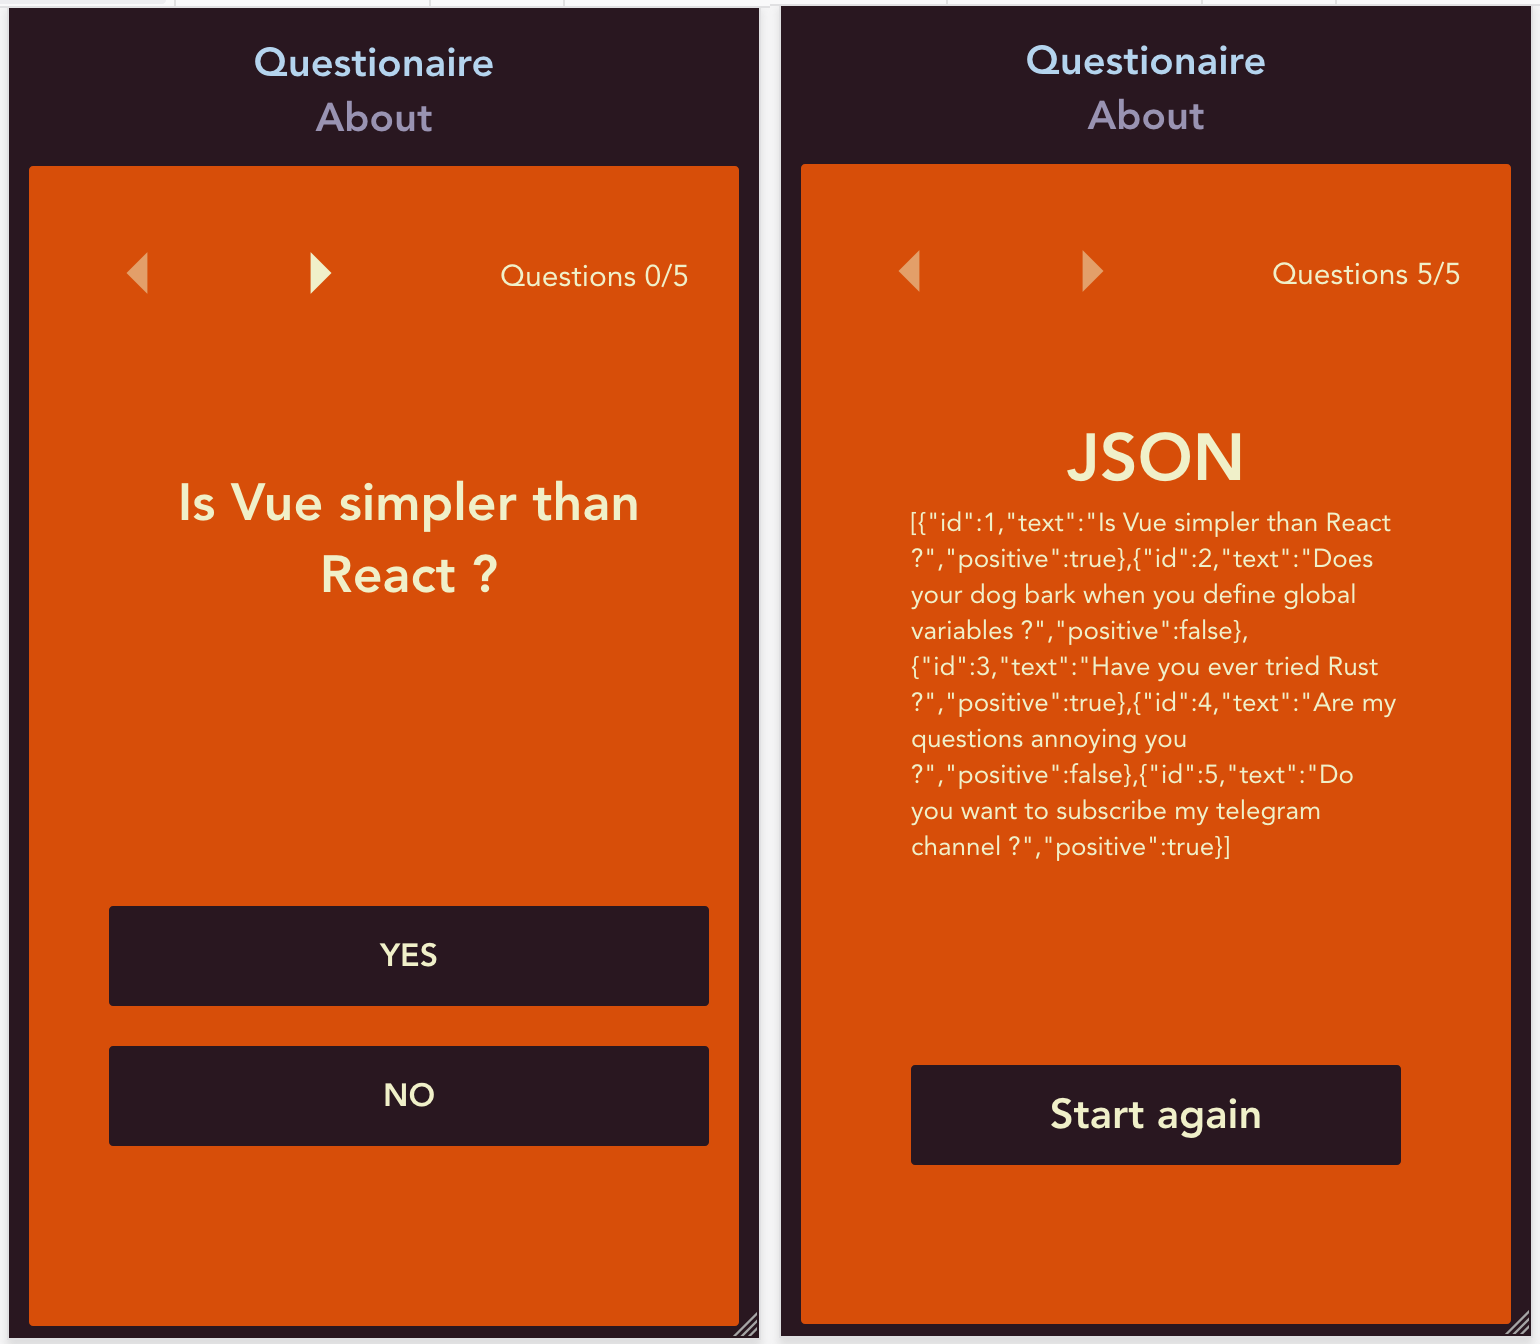 Questionaire
About
Questions 0/5
Is Vue simpler than
React ?
YES
NO
Questionaire
About
Questions 5/5
JSON
[{"id":1,"text":"Is Vue simpler than React
?","positive":true},{"id":2,"text":"Does
your dog bark when you define global
variables ?","positive":false},
{"id":3,"text":"Have you ever tried Rust
?","positive":true},{"id":4,"text":"Are my
questions annoying you
?","positive":false},{"id":5,"text":"Do
you want to subscribe my telegram
channel ?","positive":true}]
Start again